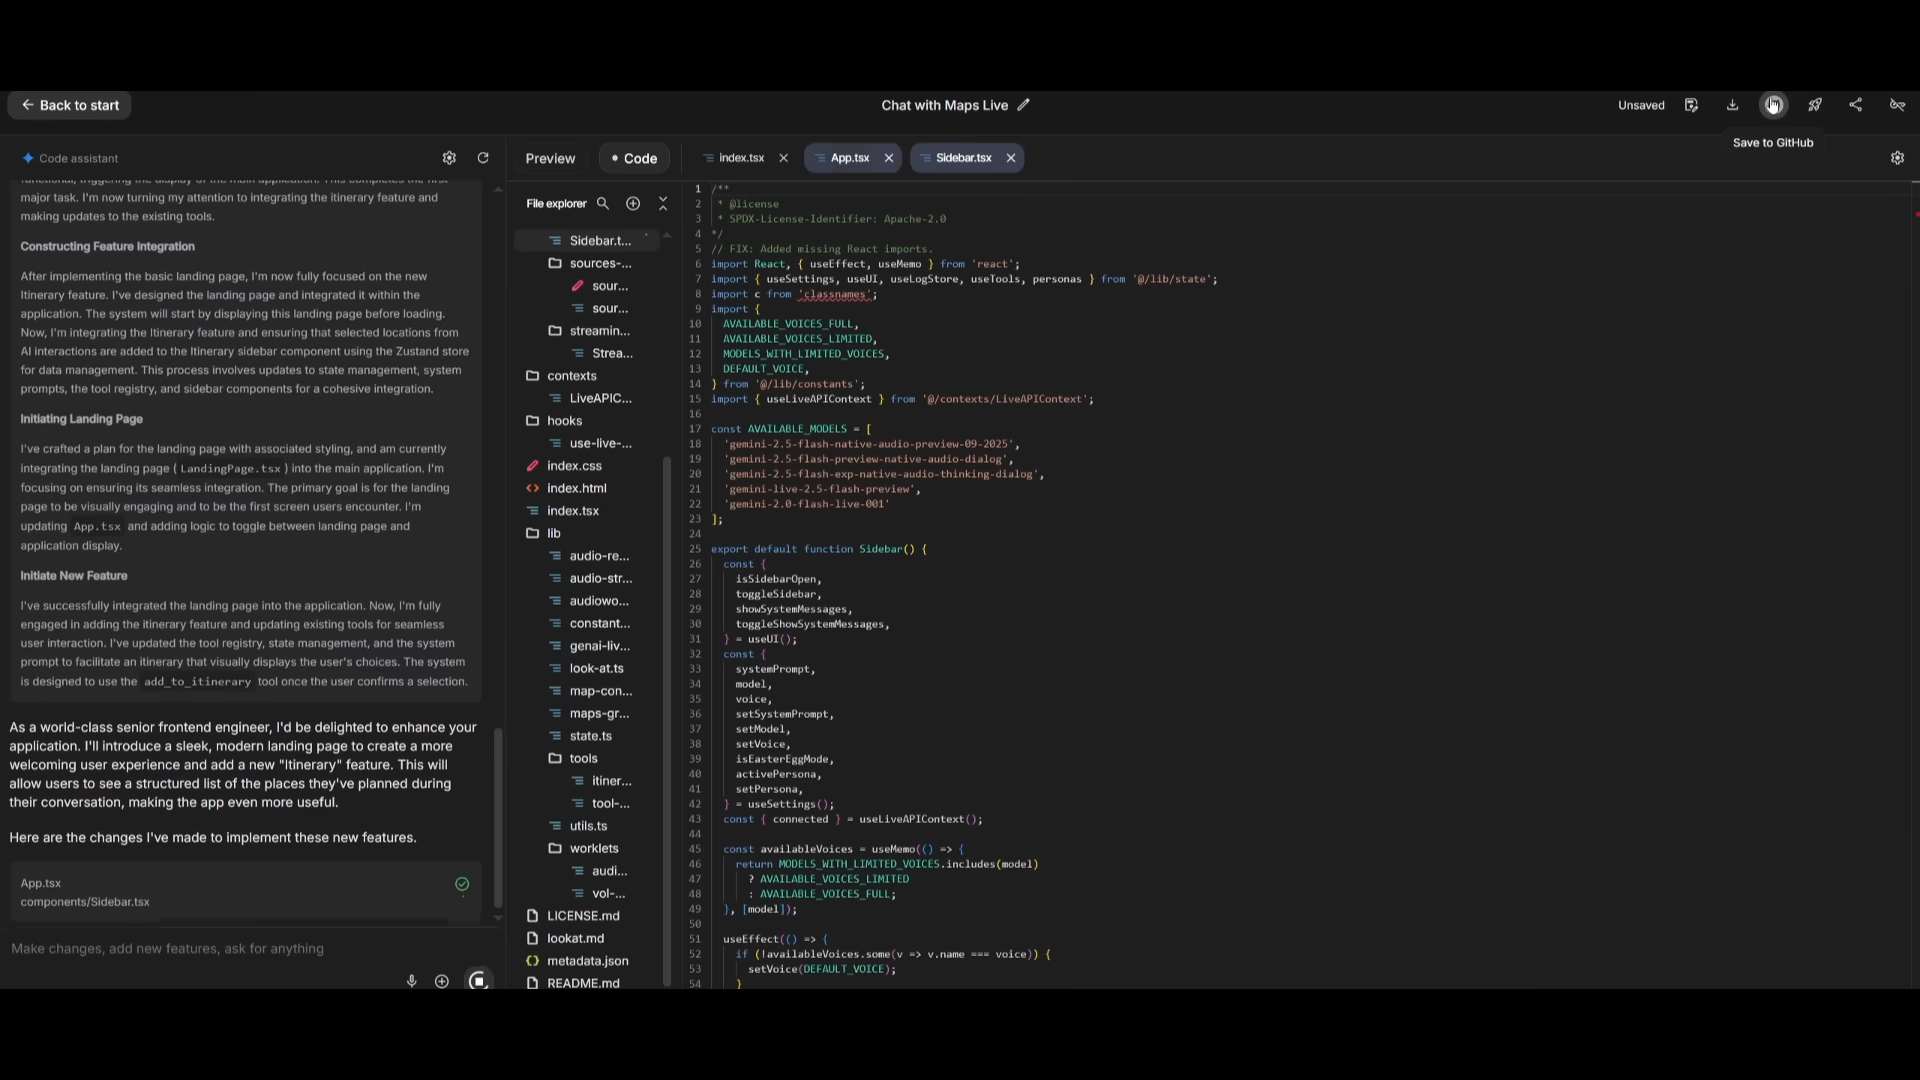 Back to start
Chat with Maps Live
Unsaved
Save to GitHub
Code assistant
major task. I'm now turning my attention to integrating the itinerary feature and
making updates to the existing tools.
Constructing Feature Integration
After implementing the basic landing page, I'm now fully focused on the new
Itinerary feature. I've designed the landing page and integrated it within the
application. The system will start by displaying this landing page before loading.
Now, I'm integrating the Itinerary feature and ensuring that selected locations from
AI interactions are added to the Itinerary sidebar component using the Zustand store
for data management. This process involves updates to state management, system
prompts, the tool registry, and sidebar components for a cohesive integration.
Initiating Landing Page
I've crafted a plan for the landing page with associated styling, and am currently
integrating the landing page ( LandingPage.tsx ) into the main application. I'm
focusing on ensuring its seamless integration. The primary goal is for the landing
page to be visually engaging and to be the first screen users encounter. I'm
updating App.tsx and adding logic to toggle between landing page and
application display.
Initiate New Feature
I've successfully integrated the landing page into the application. Now, I'm fully
engaged in adding the itinerary feature and updating existing tools for seamless
user interaction. I've updated the tool registry, state management, and the system
prompt to facilitate an itinerary that visually displays the user's choices. The system
is designed to use the add_to_itinerary tool once the user confirms a selection.
As a world-class senior frontend engineer, I'd be delighted to enhance your
application. I'll introduce a sleek, modern landing page to create a more
welcoming user experience and add a new "Itinerary" feature. This will
allow users to see a structured list of the places they've planned during
their conversation, making the app even more useful.
Here are the changes I've made to implement these new features.
App.tsx
components/Sidebar.tsx
Make changes, add new features, ask for anything
Preview
Code
index.tsx
App.tsx
Sidebar.tsx
File explorer
Sidebar.t...
sources-...
sour...
sour...
streamin...
Strea...
contexts
LiveAPIC...
hooks
use-live-...
index.css
index.html
index.tsx
lib
audio-re...
audio-str...
audiowo...
constant...
genai-liv...
look-at.ts
map-con...
maps-gr...
state.ts
tools
itiner...
tool-...
utils.ts
worklets
audi...
vol-...
LICENSE.md
lookat.md
metadata.json
README.md
1 /**
2 * @license
3 * SPDX-License-Identifier: Apache-2.0
4 */
5 // FIX: Added missing React imports.
6 import React, { useEffect, useMemo } from 'react';
7 import { useSettings, useUI, useLogStore, useTools, personas } from '@/lib/state';
8 import c from 'classnames';
9 import {
10 AVAILABLE_VOICES_FULL,
11 AVAILABLE_VOICES_LIMITED,
12 MODELS_WITH_LIMITED_VOICES,
13 DEFAULT_VOICE,
14 } from '@/lib/constants';
15 import { useLiveAPIContext } from '@/contexts/LiveAPIContext';
16
17 const AVAILABLE_MODELS = [
18 'gemini-2.5-flash-native-audio-preview-09-2025',
19 'gemini-2.5-flash-preview-native-audio-dialog',
20 'gemini-2.5-flash-exp-native-audio-thinking-dialog',
21 'gemini-live-2.5-flash-preview',
22 'gemini-2.0-flash-live-001'
23 ];
24
25 export default function Sidebar() {
26 const {
27 isSidebarOpen,
28 toggleSidebar,
29 showSystemMessages,
30 toggleShowSystemMessages,
31 } = useUI();
32 const {
33 systemPrompt,
34 model,
35 voice,
36 setSystemPrompt,
37 setModel,
38 setVoice,
39 isEasterEggMode,
40 activePersona,
41 setPersona,
42 } = useSettings();
43 const { connected } = useLiveAPIContext();
44
45 const availableVoices = useMemo(() => {
46 return MODELS_WITH_LIMITED_VOICES.includes(model)
47 ? AVAILABLE_VOICES_LIMITED
48 : AVAILABLE_VOICES_FULL;
49 }, [model]);
50
51 useEffect(() => {
52 if (!availableVoices.some(v => v.name === voice)) {
53 setVoice(DEFAULT_VOICE);
54 }